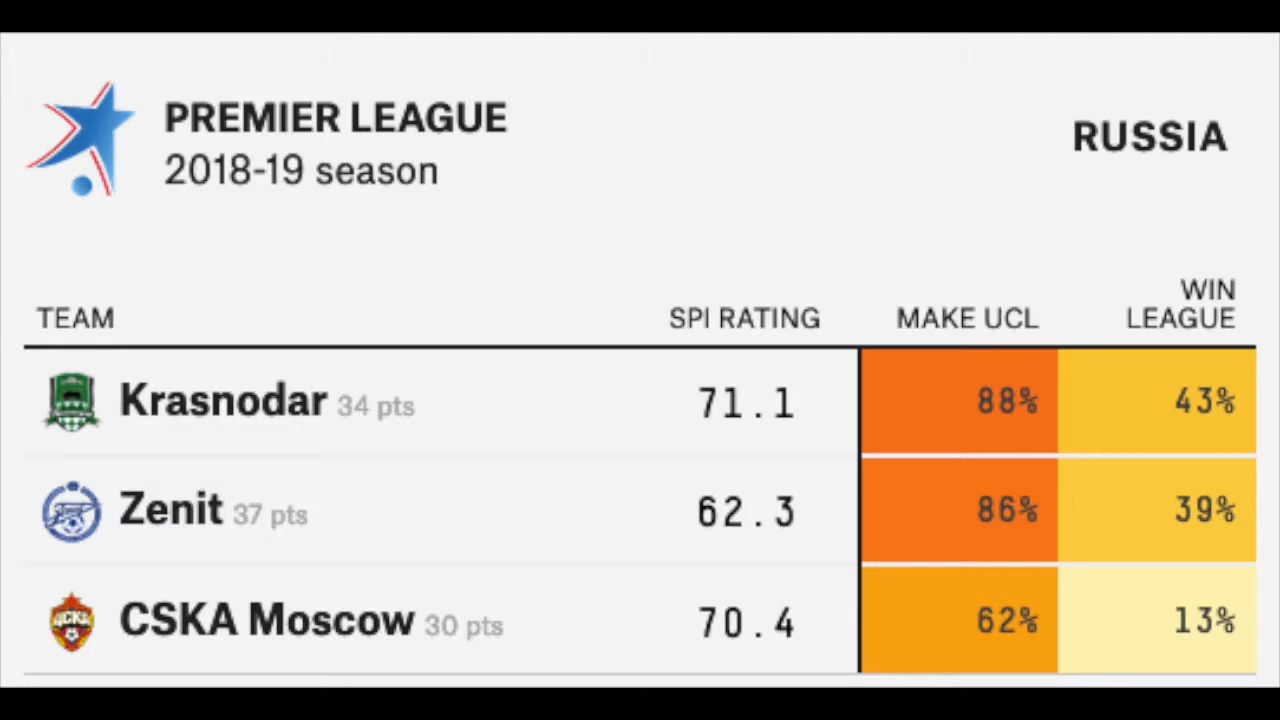 PREMIER LEAGUE
2018-19 season
RUSSIA
TEAM SPI RATING MAKE UCL WIN LEAGUE
Krasnodar 34 pts 71.1 88% 43%
Zenit 37 pts 62.3 86% 39%
ЦСКА
CSKA Moscow 30 pts 70.4 62% 13%